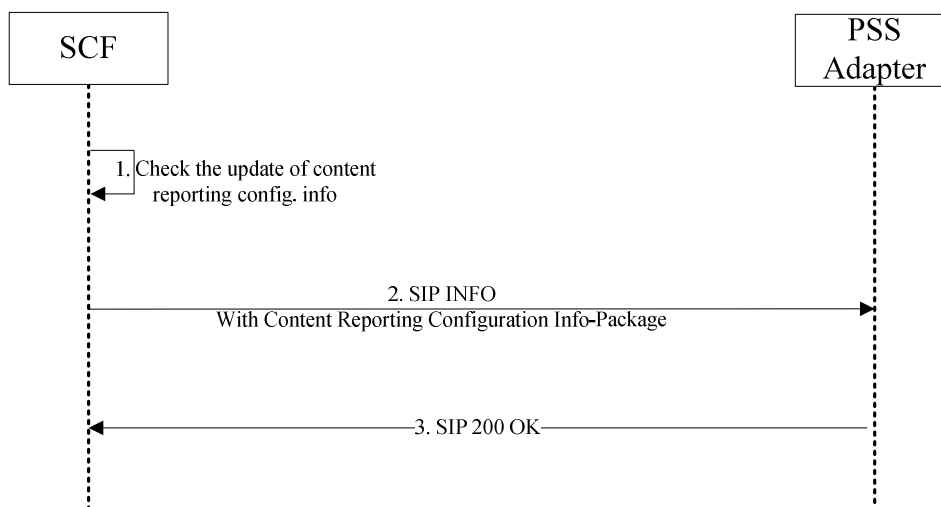 SCF
PSS
Adapter
1. Check the update of content
reporting config. info
2. SIP INFO
With Content Reporting Configuration Info-Package
3. SIP 200 OK